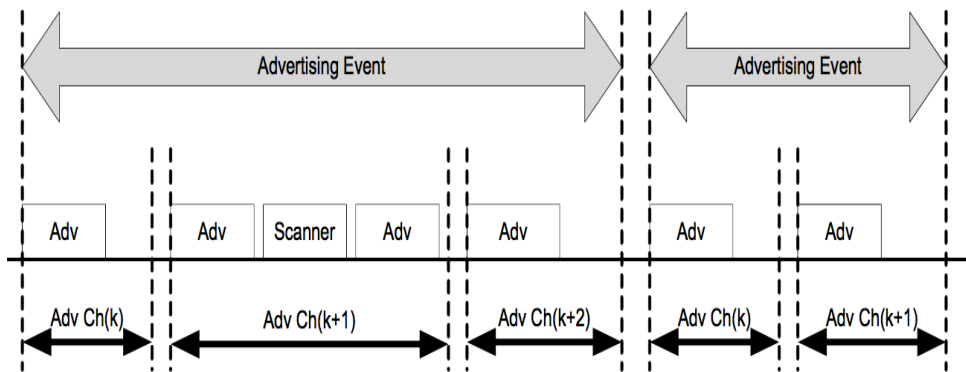 Advertising Event
Advertising Event
Adv
Adv
Scanner
Adv
Adv
Adv
Adv
Adv Ch(k)
Adv Ch(k+1)
Adv Ch(k+2)
Adv Ch(k)
Adv Ch(k+1)